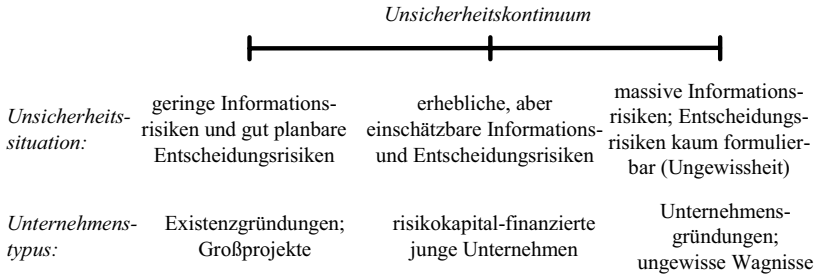 Unsicherheitskontinuum
Unsicherheits-
situation:
geringe Informations-
risiken und gut planbare
Entscheidungsrisiken
erhebliche, aber
einschätzbare Informations-
und Entscheidungsrisiken
massive Informations-
risiken; Entscheidungs-
risiken kaum formulier-
bar (Ungewissheit)
Unternehmens-
typus:
Existenzgründungen;
Großprojekte
risikokapital-finanzierte
junge Unternehmen
Unternehmens-
gründungen;
ungewisse Wagnisse